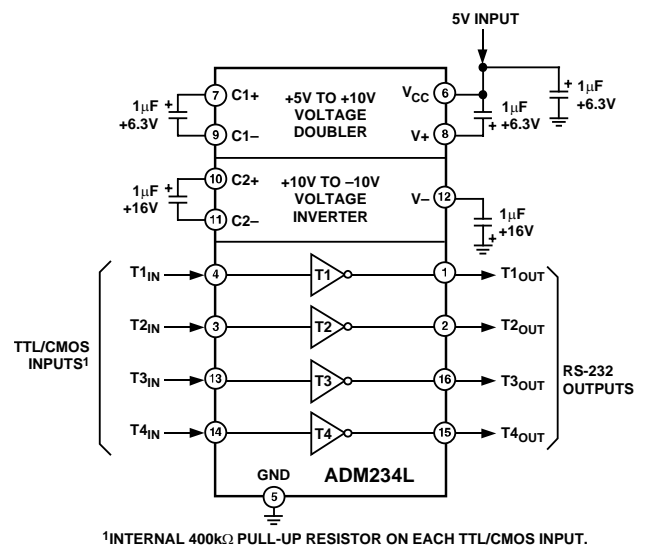 5V INPUT
1µF
+6.3V
+
7
C1+
9
C1–
+5V TO +10V
VOLTAGE
DOUBLER
VCC
6
V+
8
1µF
+ +6.3V
+ 1µF
+6.3V
1µF
+16V
+
10
C2+
11
C2–
+10V TO –10V
VOLTAGE
INVERTER
V–
12
1µF
+16V
+
TTL/CMOS
INPUTS1
T1IN
4
T1
1
T1OUT
T2IN
3
T2
2
T2OUT
T3IN
13
T3
16
T3OUT
T4IN
14
T4
15
T4OUT
RS-232
OUTPUTS
GND
5
ADM234L
1INTERNAL 400kΩ PULL-UP RESISTOR ON EACH TTL/CMOS INPUT.